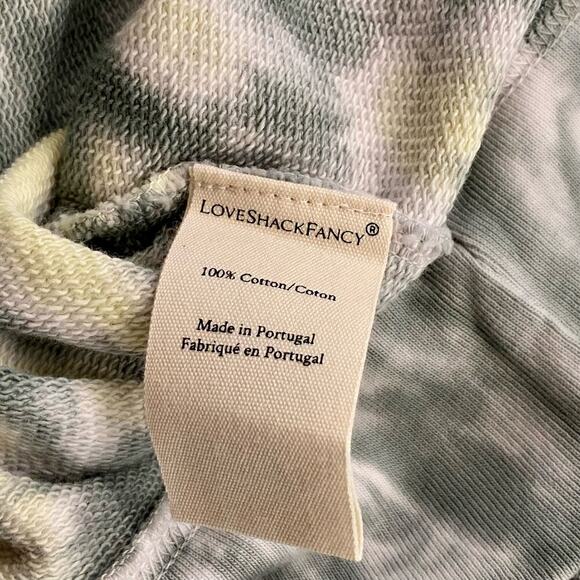 LoveShackFancy®
100% Cotton/Coton
Made in Portugal
Fabriqué en Portugal